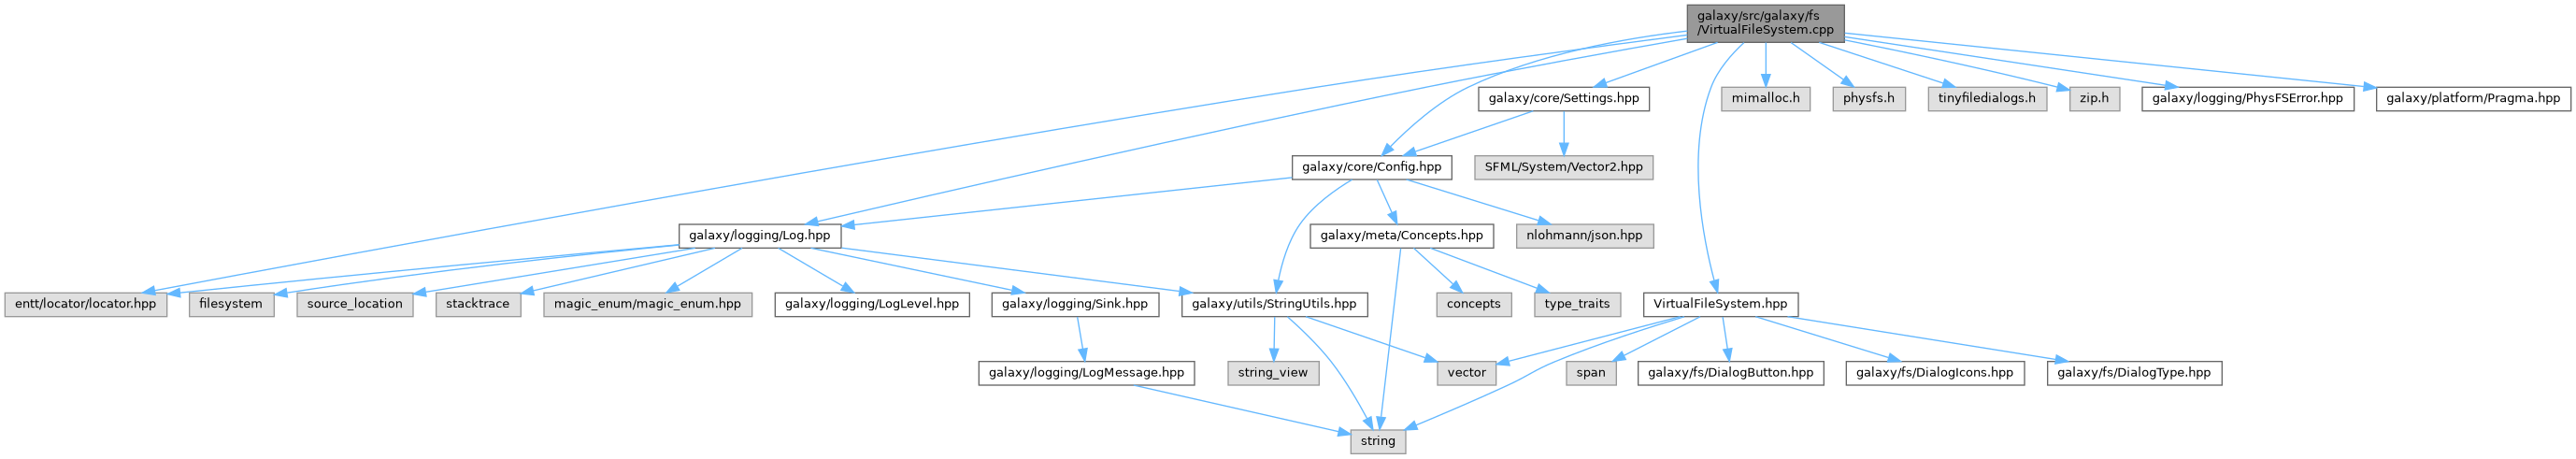 galaxy/src/galaxy/fs
/VirtualFileSystem.cpp
galaxy/core/Settings.hpp
mimalloc.h
physfs.h
tinyfiledialogs.h
zip.h
galaxy/logging/PhysFSError.hpp
galaxy/platform/Pragma.hpp
galaxy/core/Config.hpp
SFML/System/Vector2.hpp
galaxy/logging/Log.hpp
galaxy/meta/Concepts.hpp
nlohmann/json.hpp
entt/locator/locator.hpp
filesystem
source_location
stacktrace
magic_enum/magic_enum.hpp
galaxy/logging/LogLevel.hpp
galaxy/logging/Sink.hpp
galaxy/utils/StringUtils.hpp
concepts
type_traits
VirtualFileSystem.hpp
galaxy/logging/LogMessage.hpp
string_view
vector
span
galaxy/fs/DialogButton.hpp
galaxy/fs/DialogIcons.hpp
galaxy/fs/DialogType.hpp
string